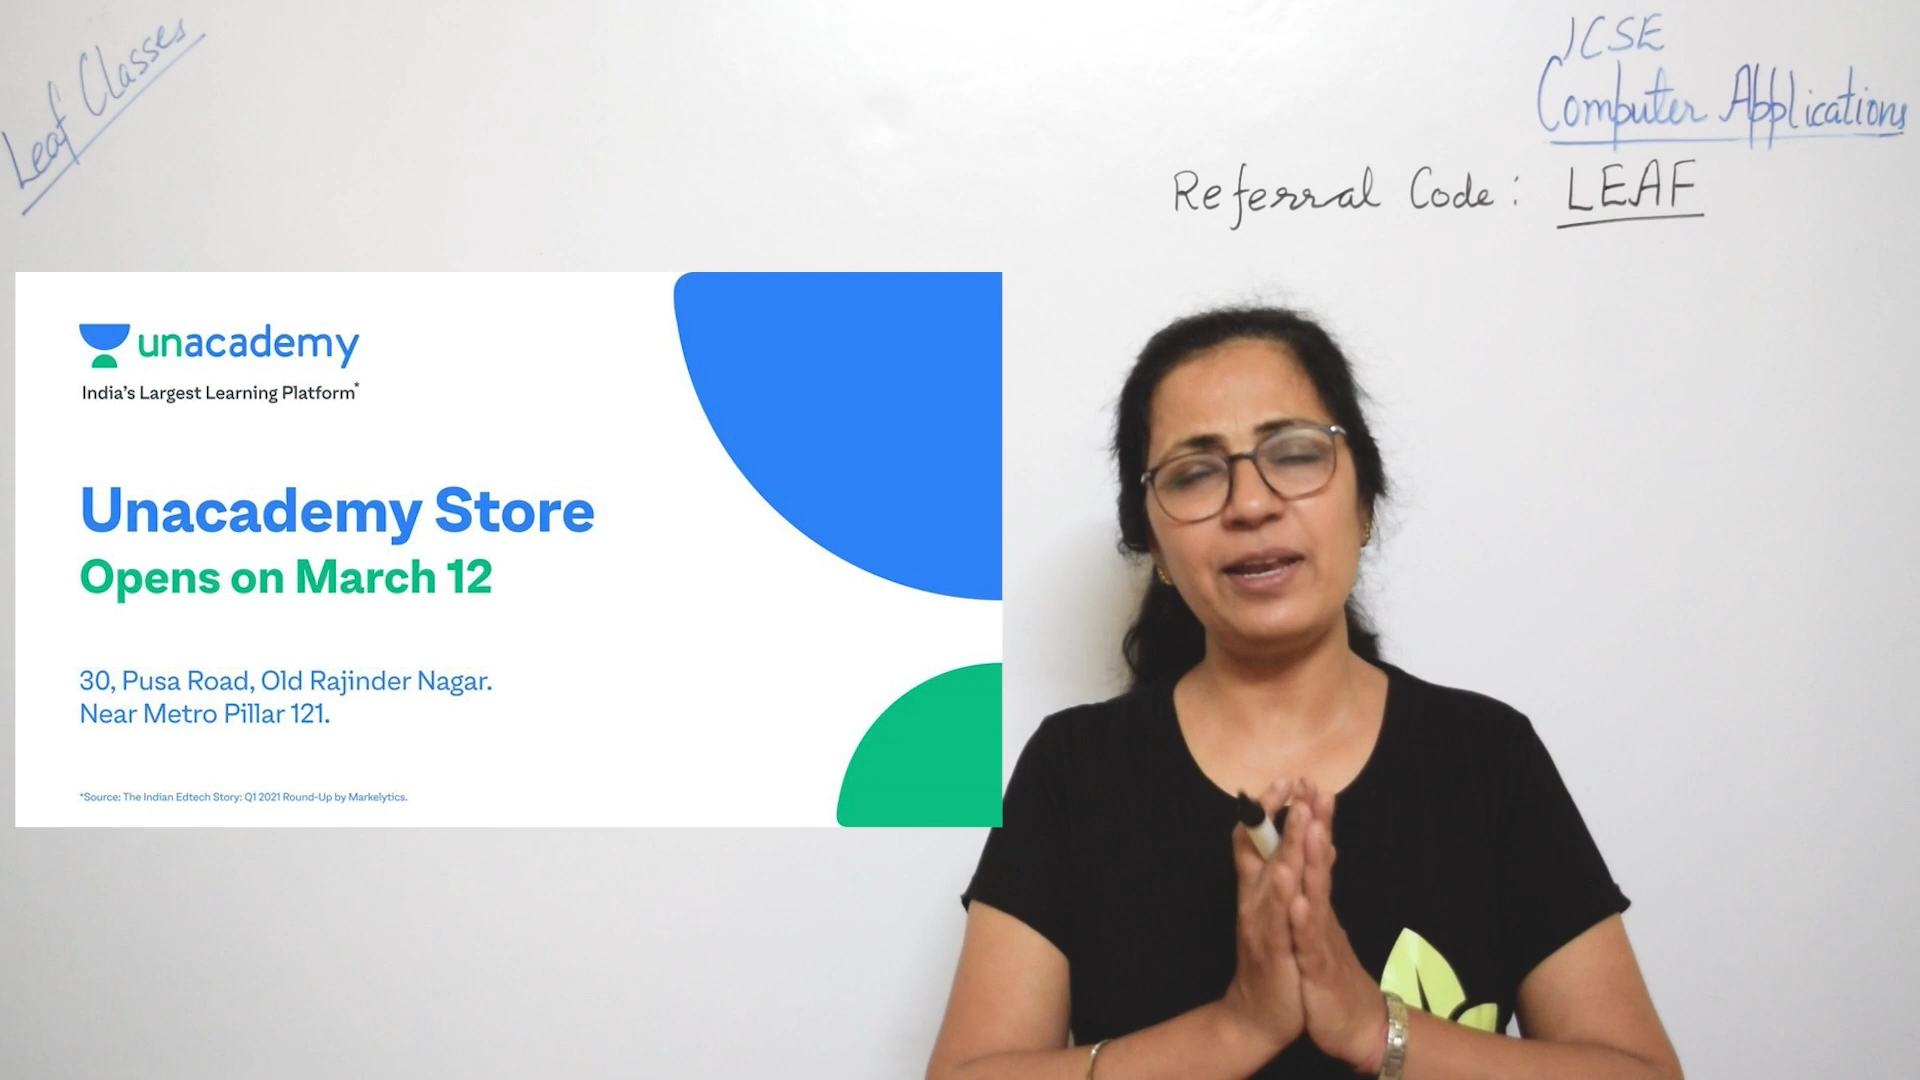 Leaf Classes
ICSE
Computer Applications
Referral Code: LEAF
unacademy
India's Largest Learning Platform*
Unacademy Store
Opens on March 12
30, Pusa Road, Old Rajinder Nagar.
Near Metro Pillar 121.
*Source: The Indian Edtech Story: Q1 2021 Round-Up by Markelytics.